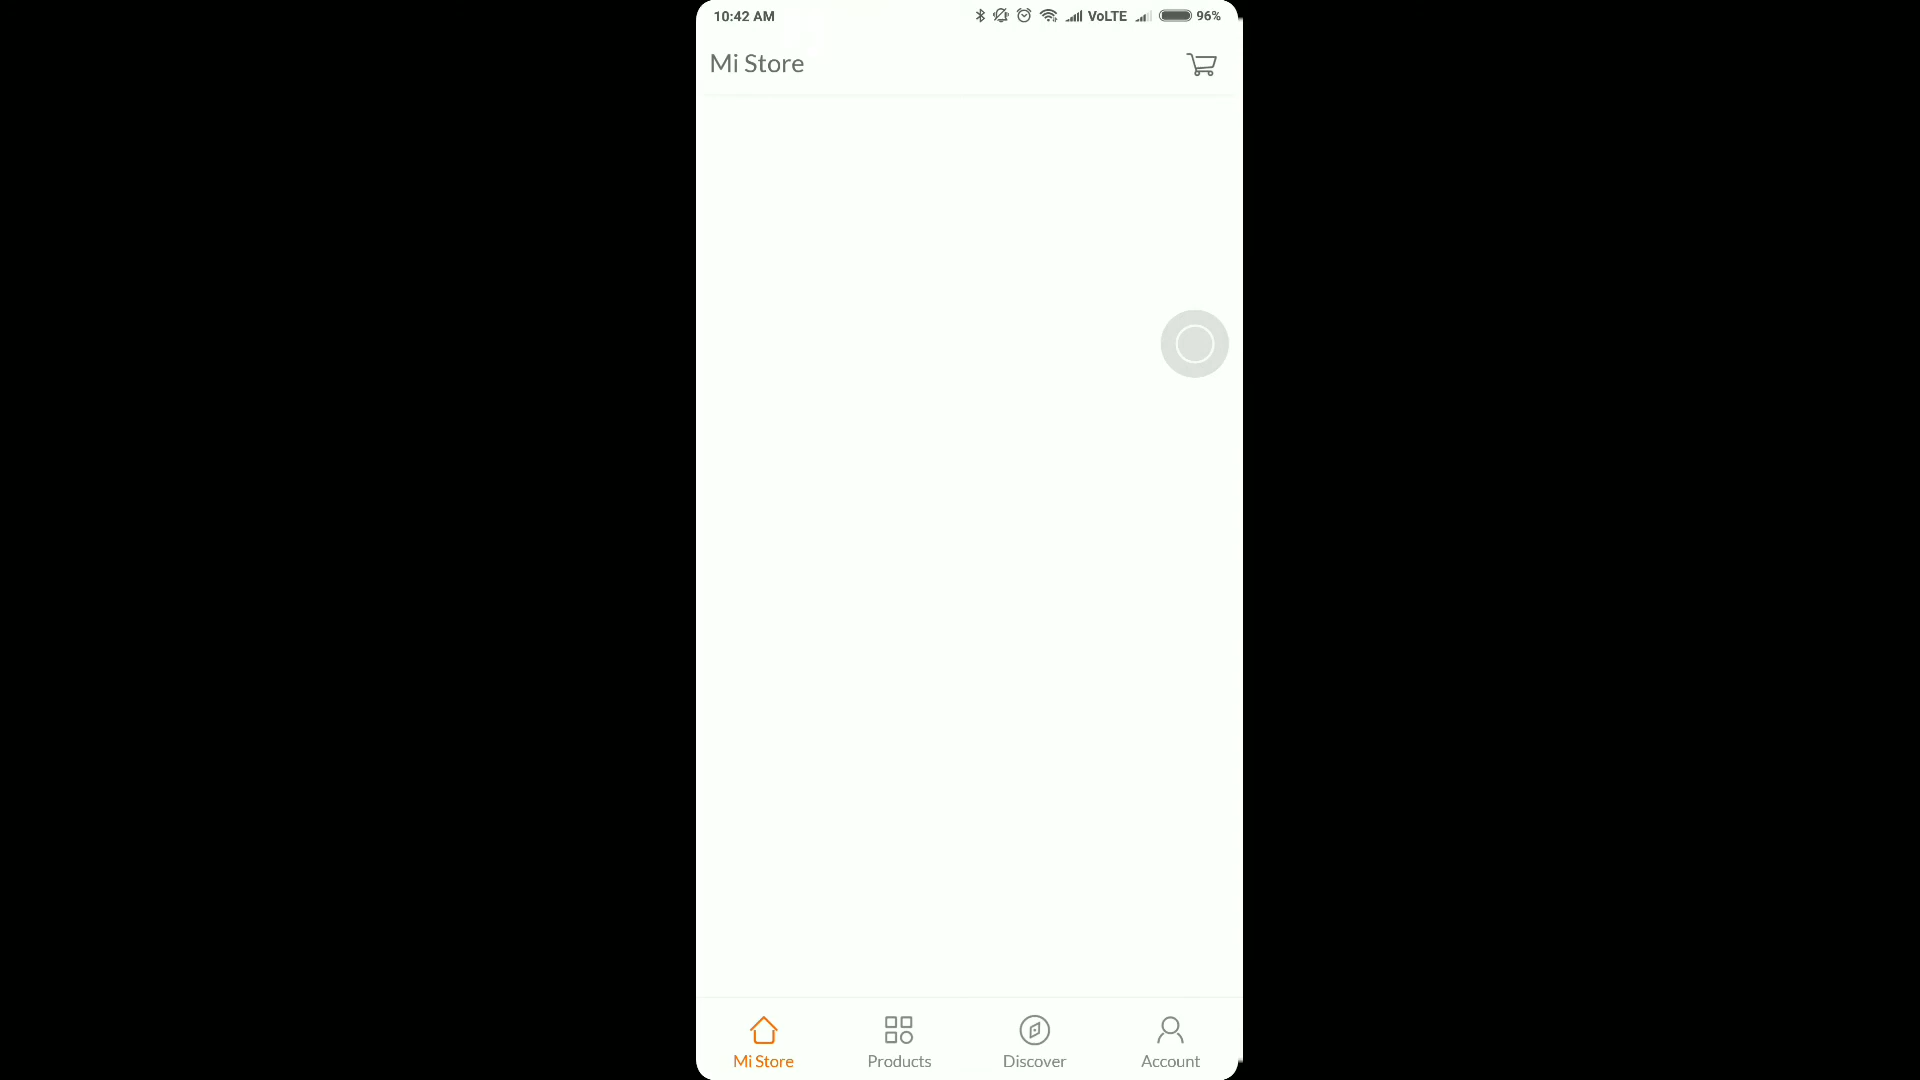 10:42 AM VoLTE 96%
Mi Store
Mi Store Products Discover Account